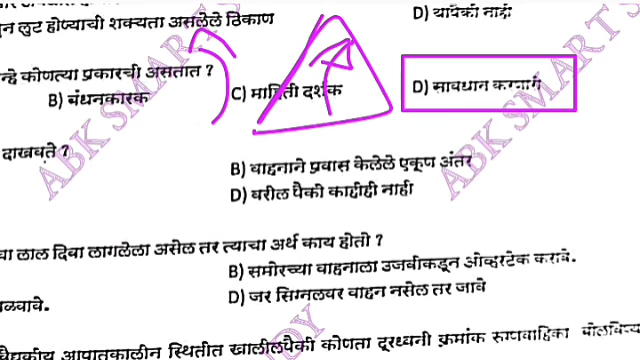 D) यापैकी नाही
लुट होण्याची शक्यता असलेले ठिकाण
कोणत्या प्रकारची असतात ?
B) बंधनकारक
C) माहिती दर्शक
D) सावधान करणारी
दाखवते ?
B) वाहनाने प्रवास केलेले एकूण अंतर
D) वरील पैकी काहीही नाही
लाल दिवा लागलेला असेल तर त्याचा अर्थ काय होतो ?
B) समोरच्या वाहनाला उजवीकडून ओव्हरटेक करावे.
D) जर सिग्नलवर वाहन नसेल तर जावे
आपातकालीन स्थितीत खालीलपैकी कोणता दूरध्वनी क्रमांक रुग्णवाहिका
ABK SMART
ABK SMART S